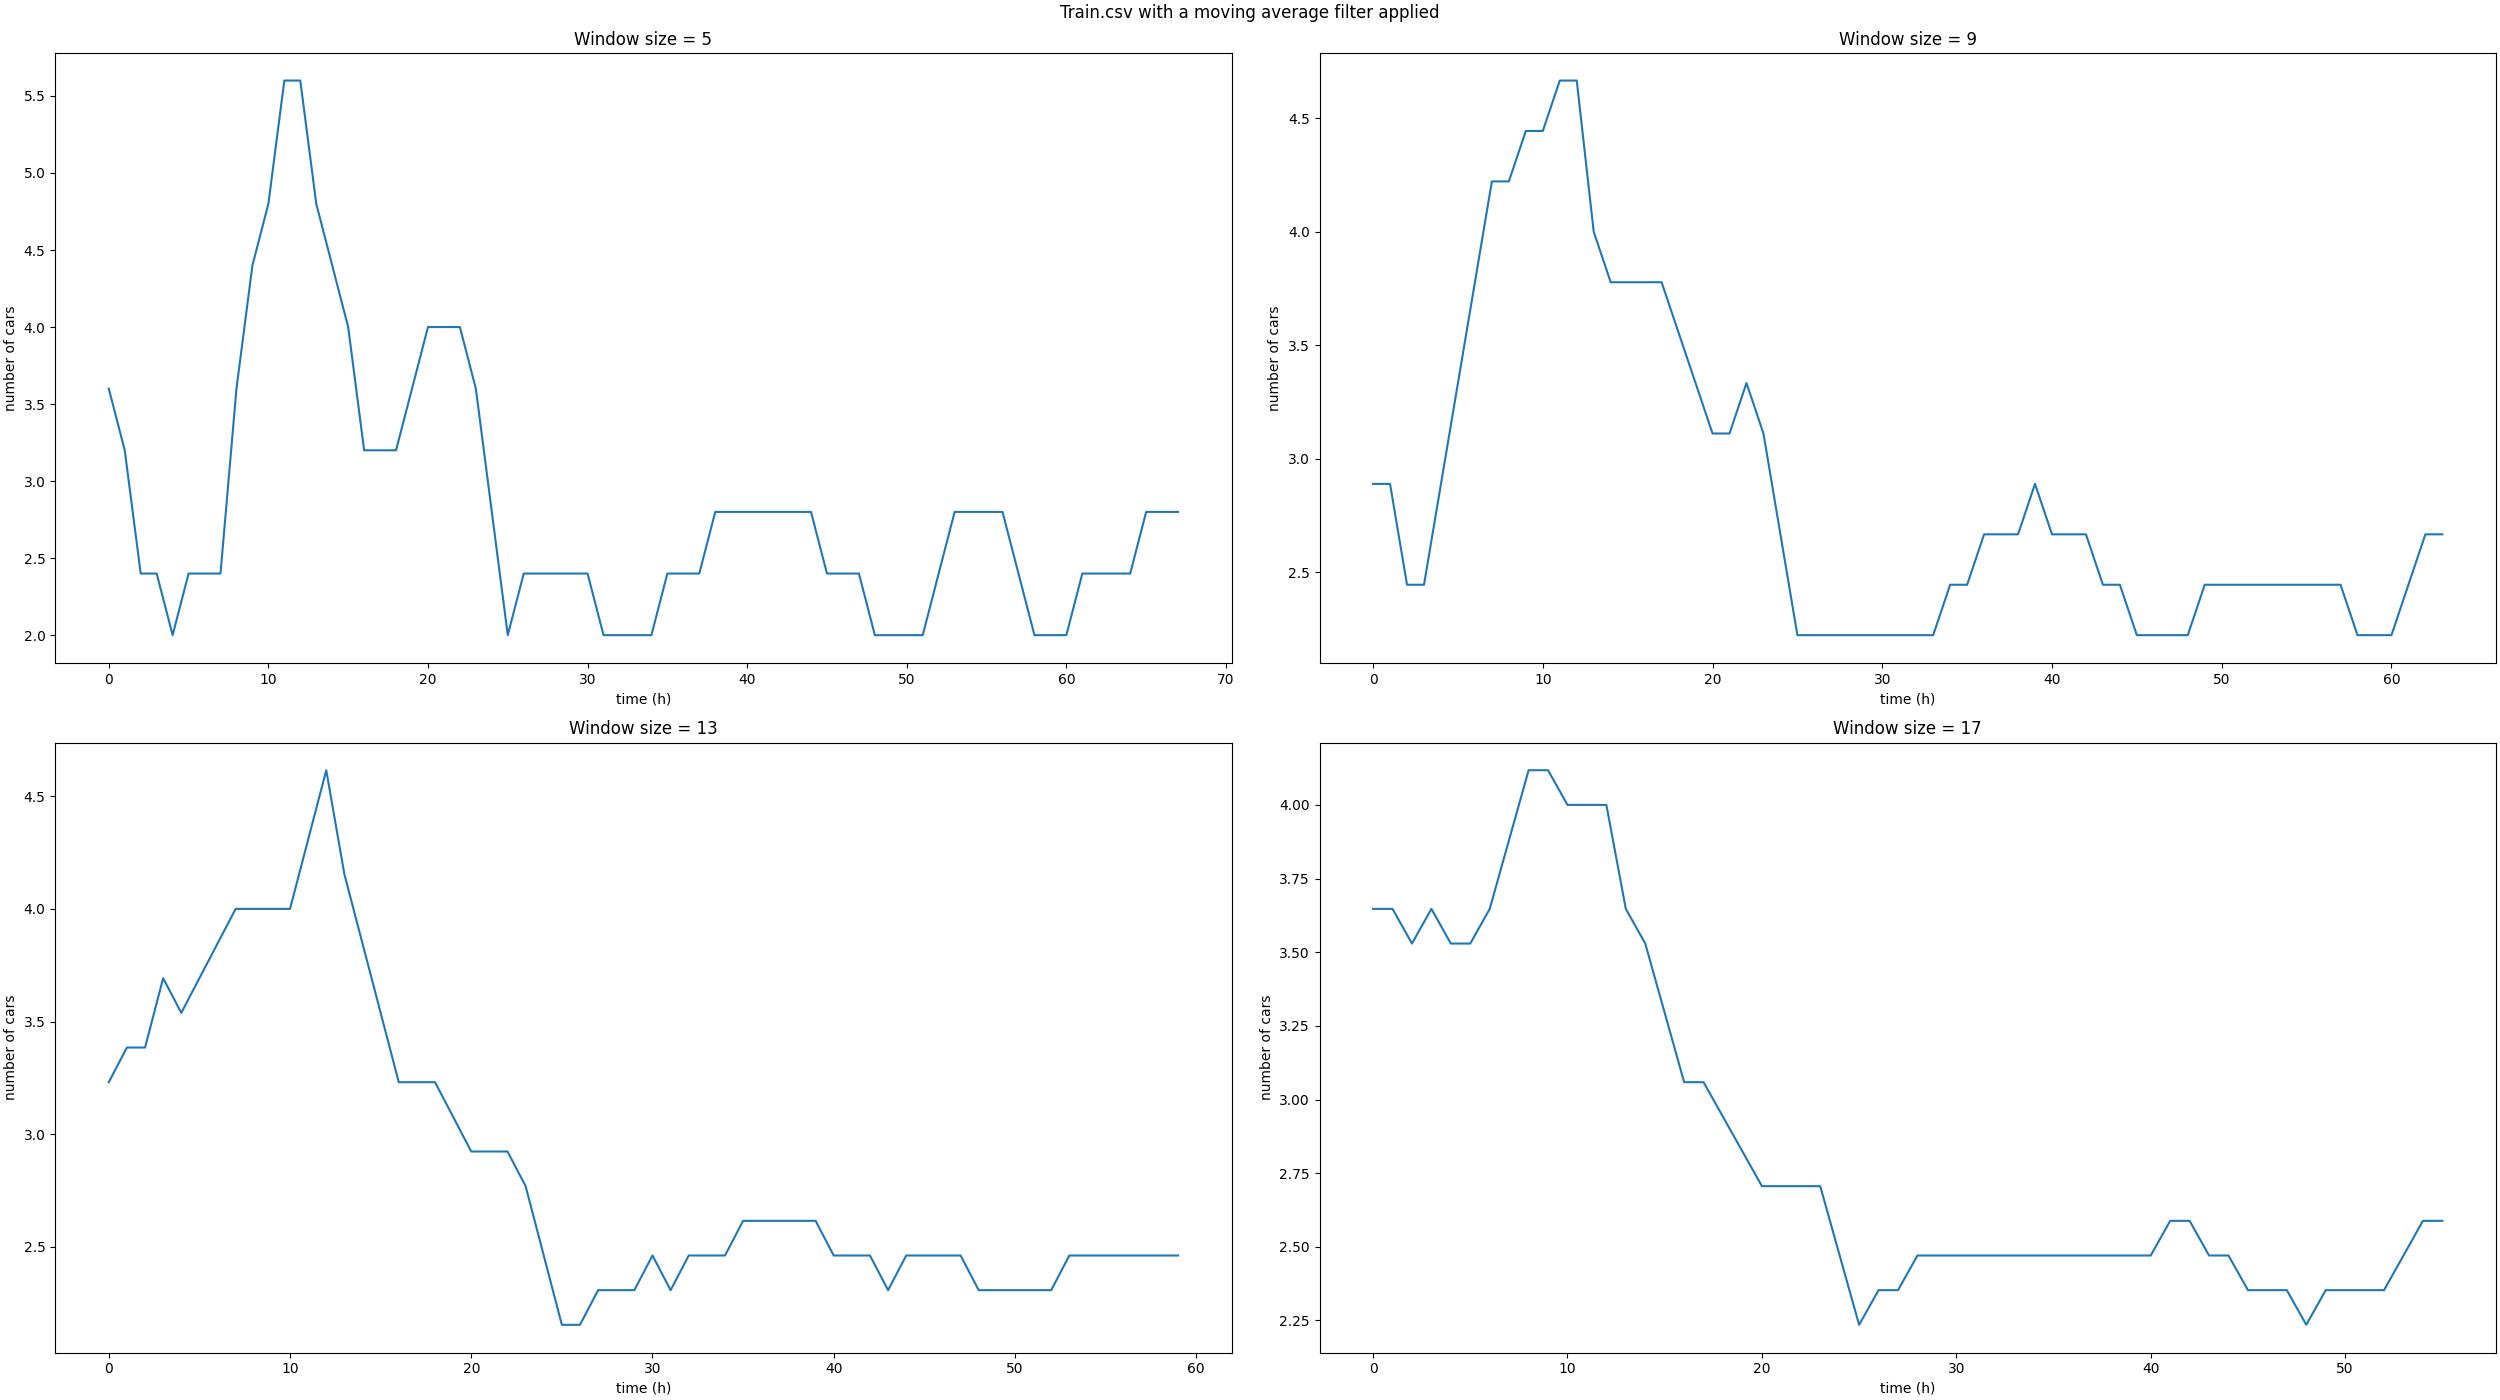 Train.csv with a moving average filter applied
Window size = 5
5.5
5.0
4.5
4.0
3.5
3.0
2.5
2.0
number of cars
0 10 20 30 40 50 60 70
time (h)
Window size = 9
4.5
4.0
3.5
3.0
2.5
number of cars
0 10 20 30 40 50 60
time (h)
Window size = 13
4.5
4.0
3.5
3.0
2.5
number of cars
0 10 20 30 40 50 60
time (h)
Window size = 17
4.00
3.75
3.50
3.25
3.00
2.75
2.50
2.25
number of cars
0 10 20 30 40 50
time (h)